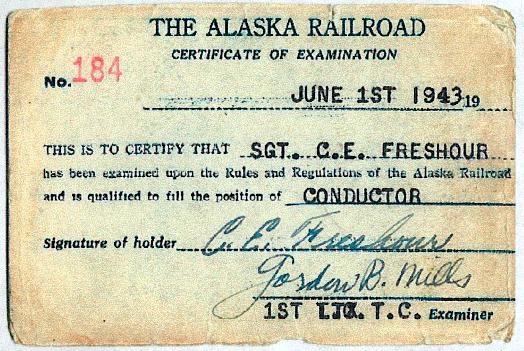 THE ALASKA RAILROAD
CERTIFICATE OF EXAMINATION
No. 184
JUNE 1ST 1943 19
THIS IS TO CERTIFY THAT SGT. C.E. FRESHOUR
has been examined upon the Rules and Regulations of the Alaska Railroad
and is qualified to fill the position of CONDUCTOR
Signature of holder C. E. Freshour
Gordon B. Mills
1ST T.C. Examiner